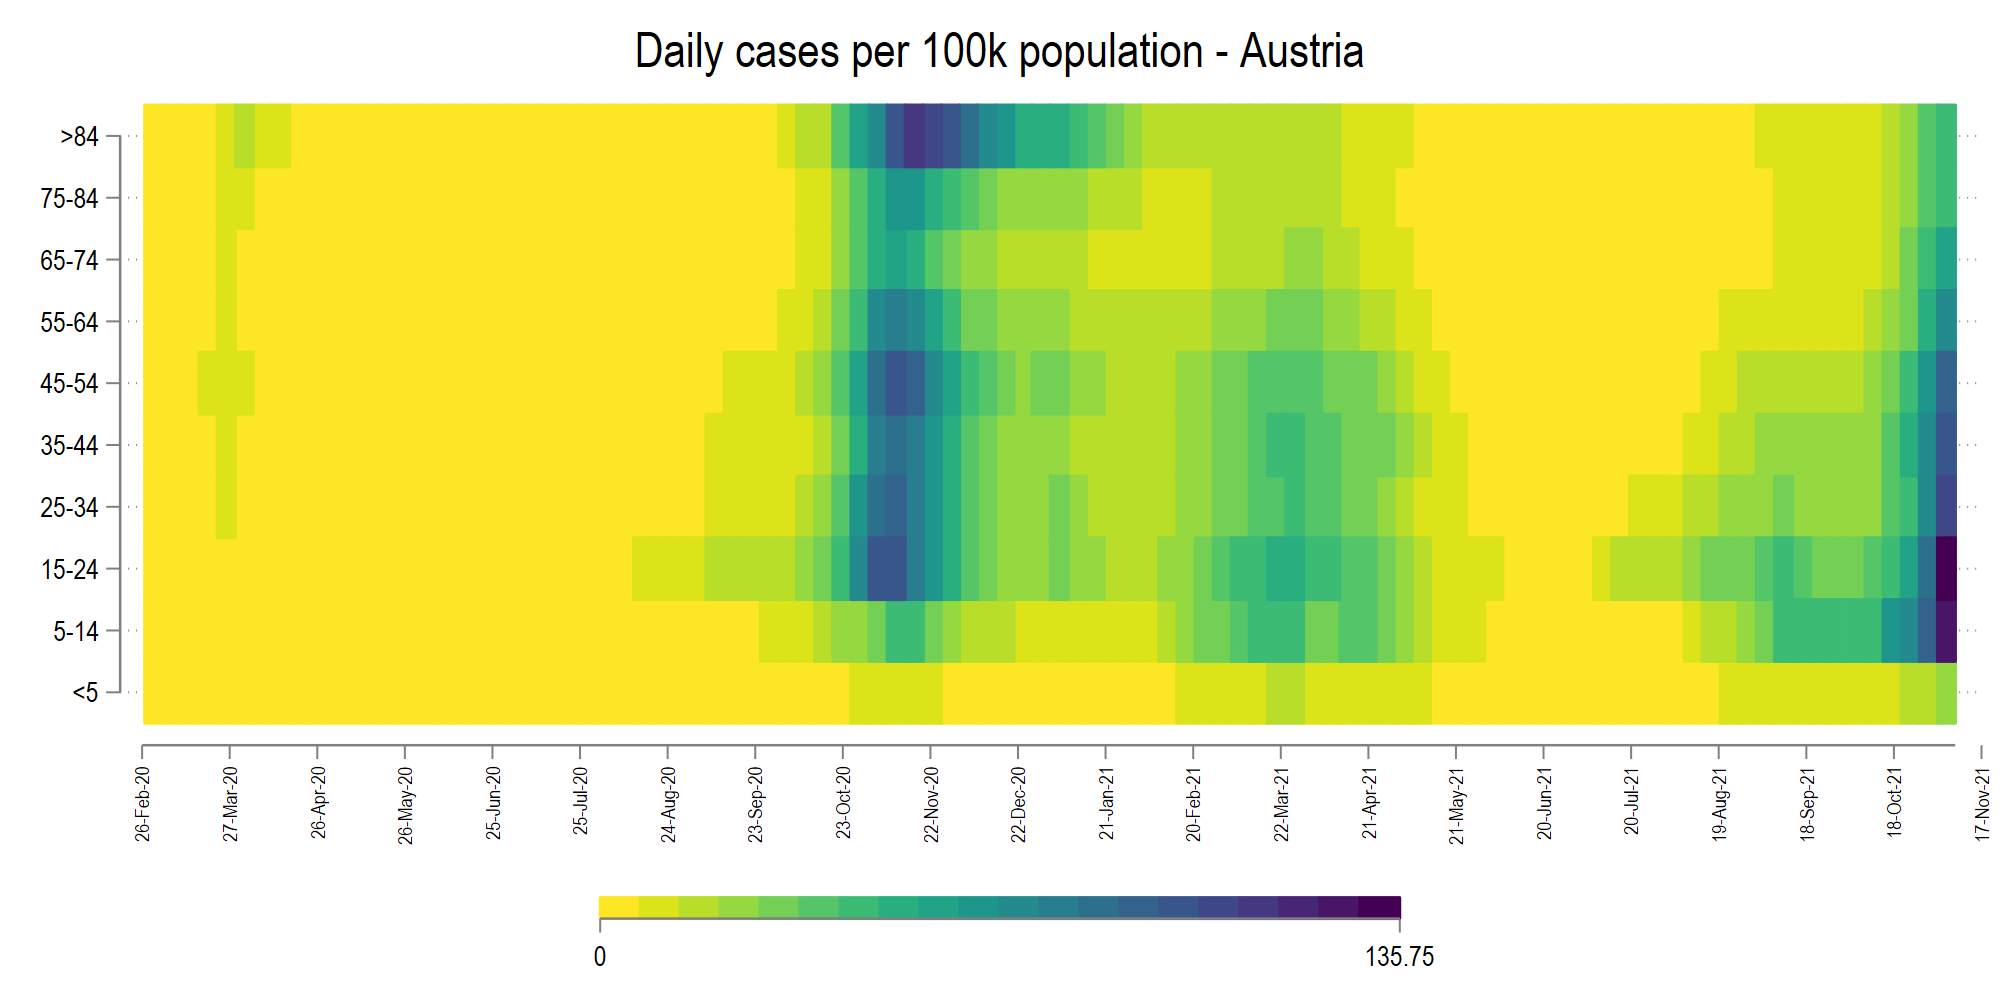 Daily cases per 100k population - Austria
>84
75-84
65-74
55-64
45-54
35-44
25-34
15-24
5-14
<5
26-Feb-20
27-Mar-20
26-Apr-20
26-May-20
25-Jun-20
25-Jul-20
24-Aug-20
23-Sep-20
23-Oct-20
22-Nov-20
22-Dec-20
21-Jan-21
20-Feb-21
22-Mar-21
21-Apr-21
21-May-21
20-Jun-21
20-Jul-21
19-Aug-21
18-Sep-21
18-Oct-21
17-Nov-21
0
135.75